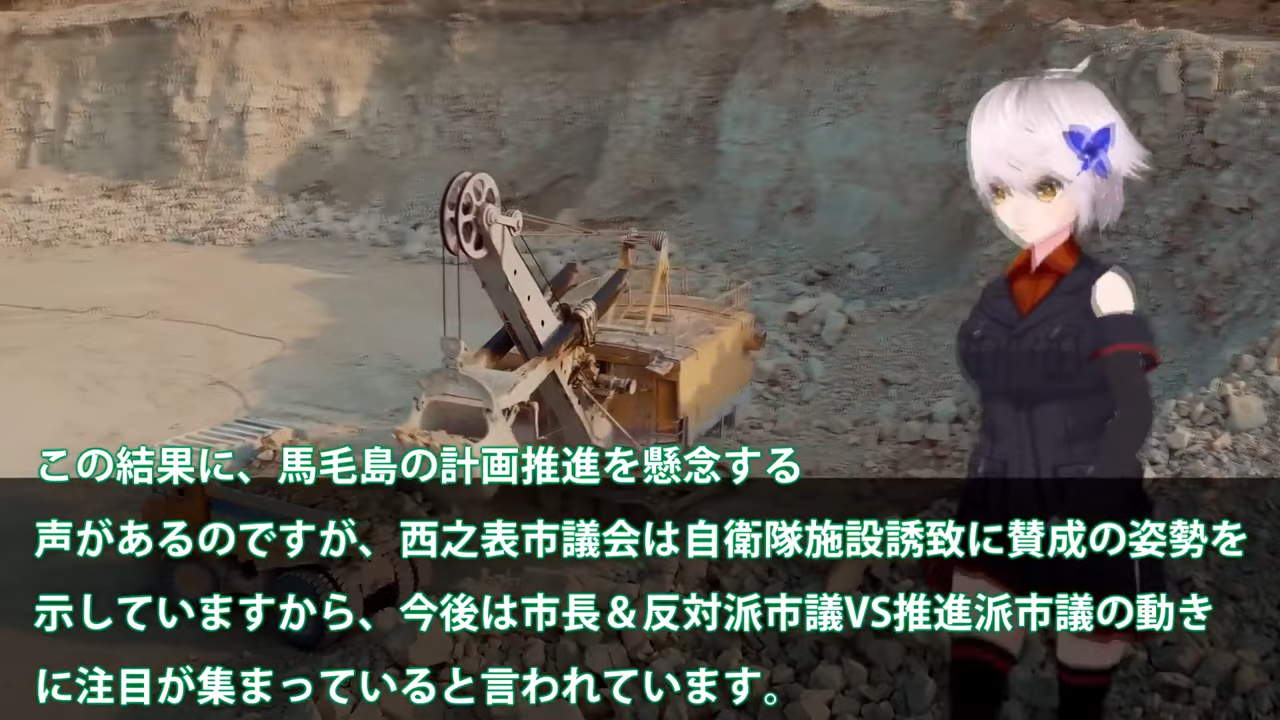 この結果に、馬毛島の計画推進を懸念する
声があるのですが、西之表市議会は自衛隊施設誘致に賛成の姿勢を
示していますから、今後は市長＆反対派市議VS推進派市議の動き
に注目が集まっていると言われています。